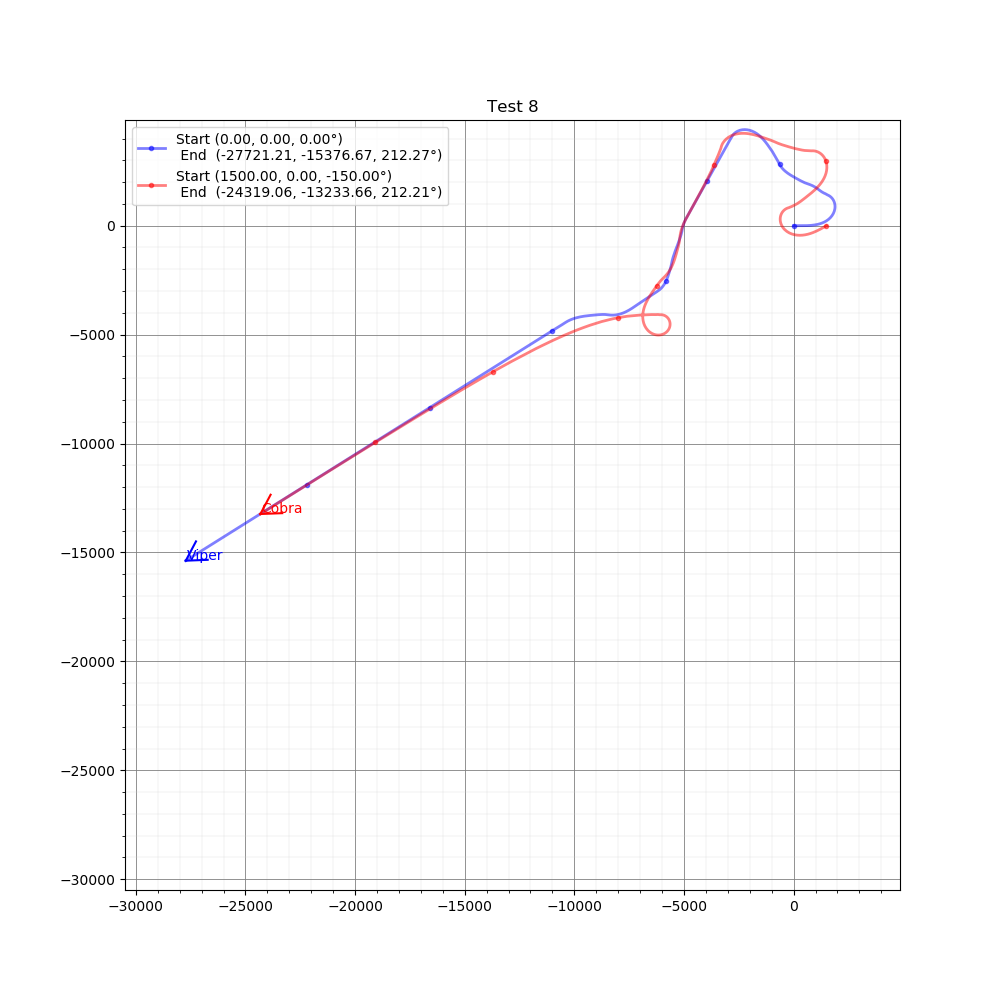 Test 8
Start (0.00, 0.00, 0.00°)
End (-27721.21, -15376.67, 212.27°)
Start (1500.00, 0.00, -150.00°)
End (-24319.06, -13233.66, 212.21°)
0
−5000
−10000
−15000
−20000
−25000
−30000
Cobra
Viper
−30000 −25000 −20000 −15000 −10000 −5000 0